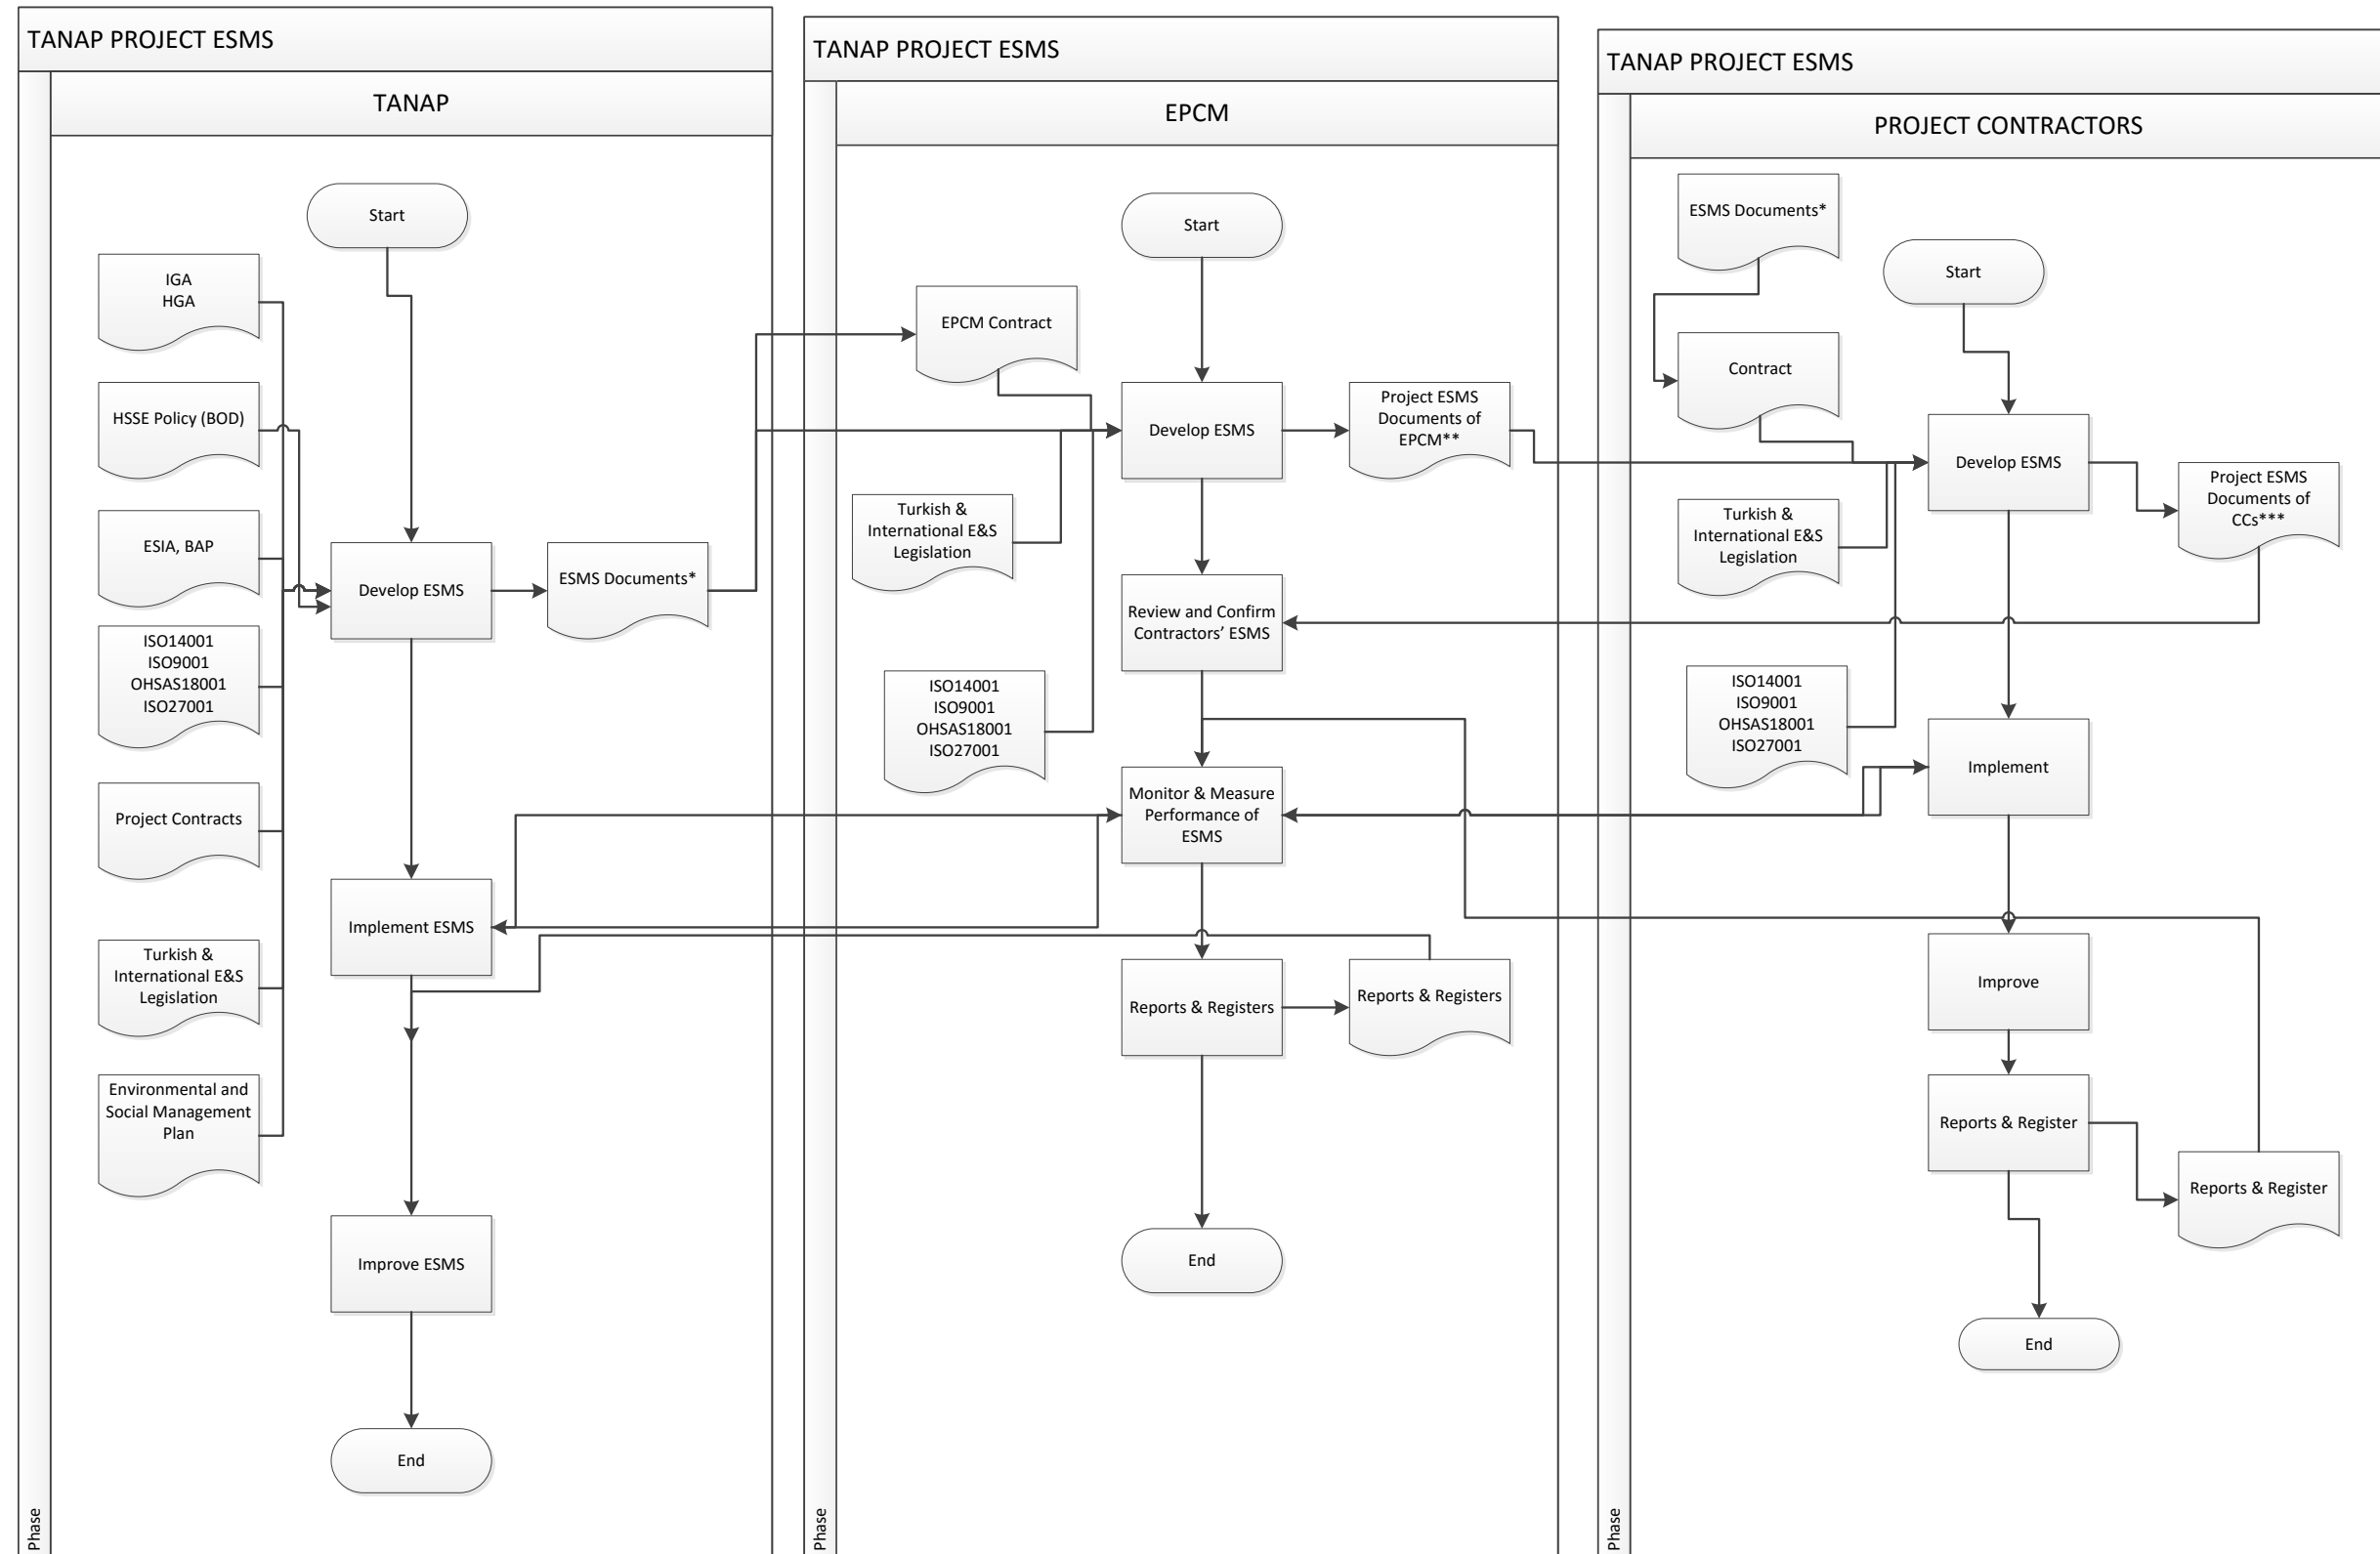 TANAP PROJECT ESMS
TANAP
Start
IGA
HGA
HSSE Policy (BOD)
ESIA, BAP
Develop ESMS
ESMS Documents*
ISO14001
ISO9001
OHSAS18001
ISO27001
Project Contracts
Implement ESMS
Turkish &
International E&S
Legislation
Environmental and
Social Management
Plan
Improve ESMS
End
Phase
TANAP PROJECT ESMS
EPCM
Start
EPCM Contract
Develop ESMS
Project ESMS
Documents of
EPCM**
Turkish &
International E&S
Legislation
Review and Confirm
Contractors’ ESMS
ISO14001
ISO9001
OHSAS18001
ISO27001
Monitor & Measure
Performance of
ESMS
Reports & Registers
Reports & Registers
End
Phase
TANAP PROJECT ESMS
PROJECT CONTRACTORS
ESMS Documents*
Start
Contract
Develop ESMS
Project ESMS
Documents of
CCs***
Turkish &
International E&S
Legislation
ISO14001
ISO9001
OHSAS18001
ISO27001
Implement
Improve
Reports & Register
Reports & Register
End
Phase